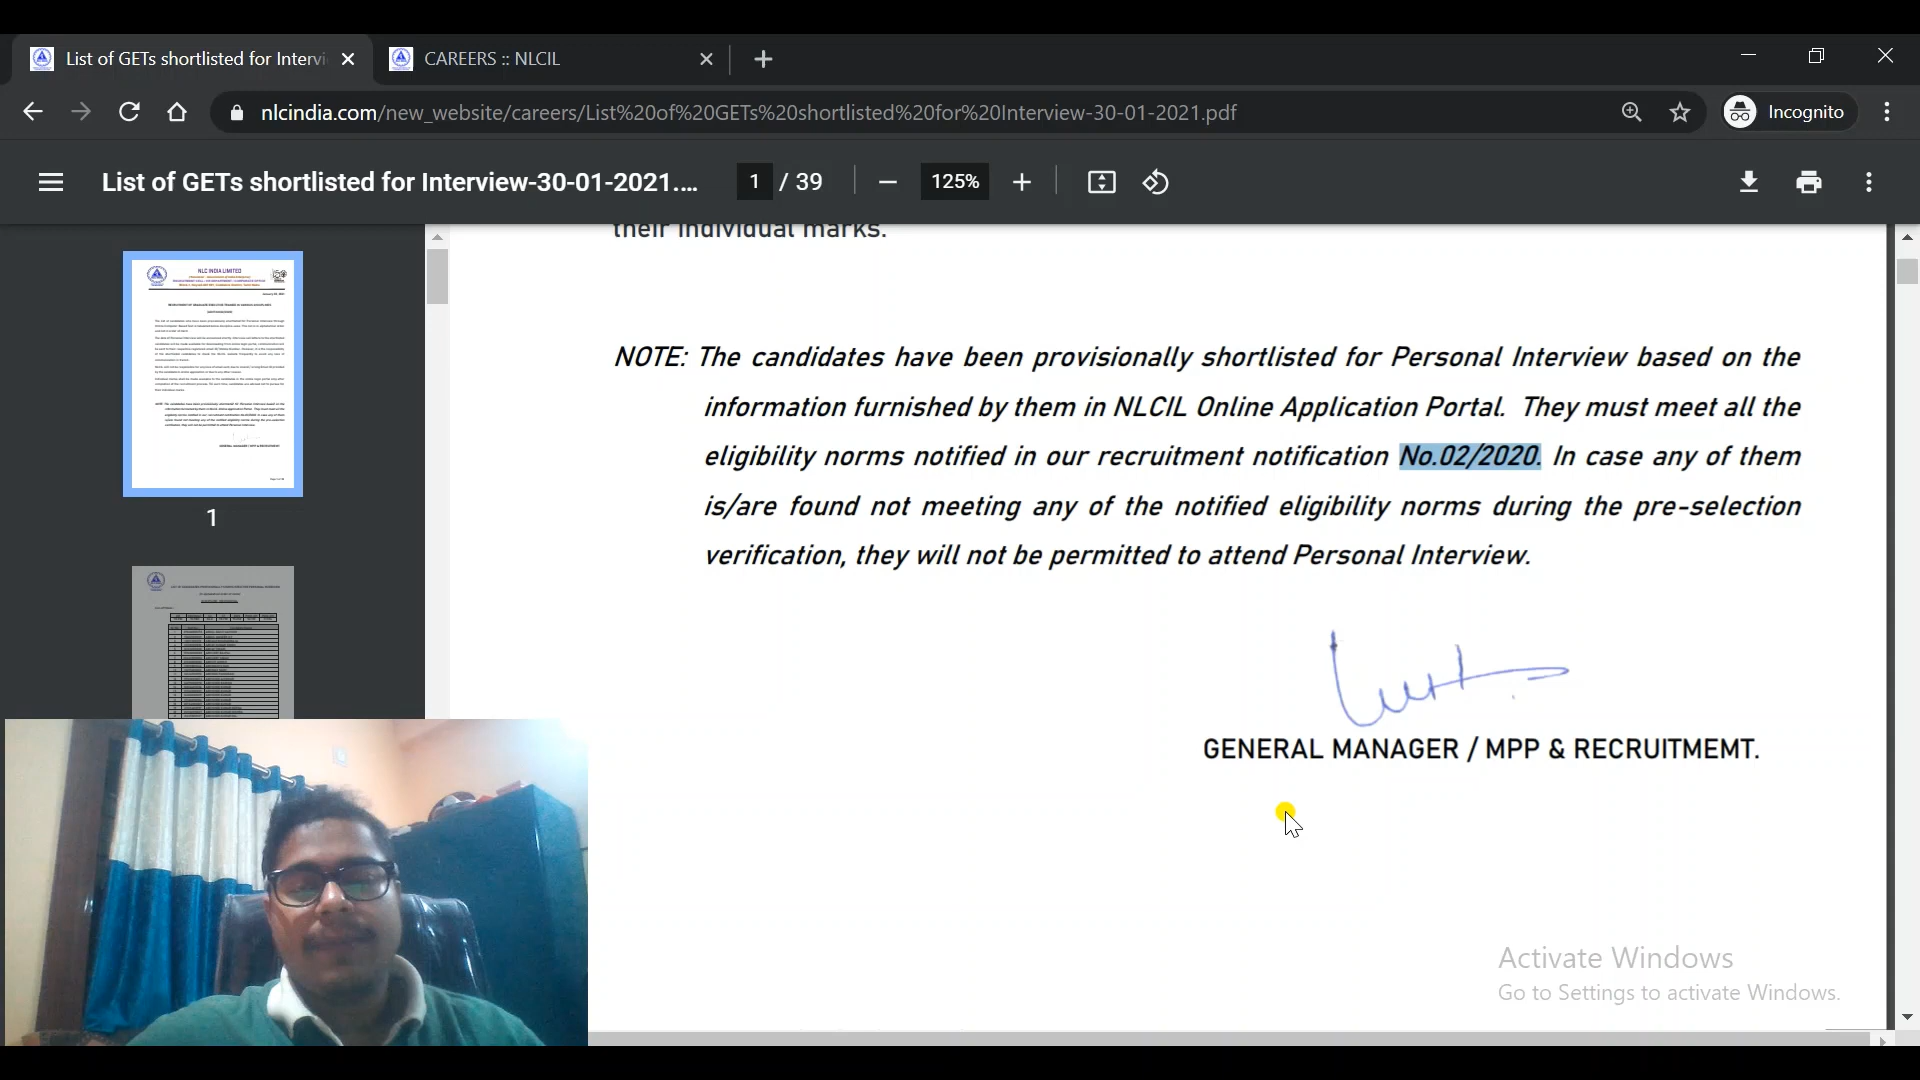 List of GETs shortlisted for Intervi
CAREERS :: NLCIL
nlcindia.com/new_website/careers/List%20of%20GETs%20shortlisted%20for%20Interview-30-01-2021.pdf
Incognito
List of GETs shortlisted for Interview-30-01-2021....
1 / 39
125%
their individual marks.
NOTE: The candidates have been provisionally shortlisted for Personal Interview based on the
information furnished by them in NLCIL Online Application Portal. They must meet all the
eligibility norms notified in our recruitment notification No.02/2020. In case any of them
is/are found not meeting any of the notified eligibility norms during the pre-selection
verification, they will not be permitted to attend Personal Interview.
GENERAL MANAGER / MPP & RECRUITMEMT.
NLC INDIA LIMITED
1
Activate Windows
Go to Settings to activate Windows.